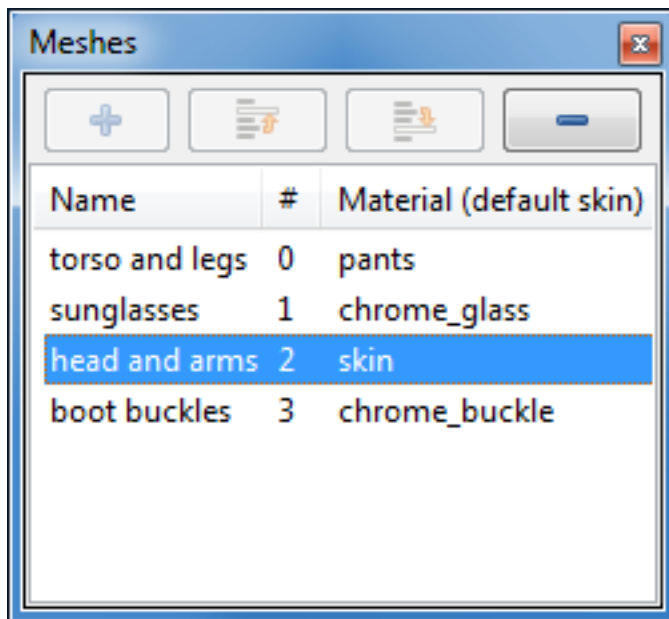 Meshes
Name # Material (default skin)
torso and legs 0 pants
sunglasses 1 chrome_glass
head and arms 2 skin
boot buckles 3 chrome_buckle